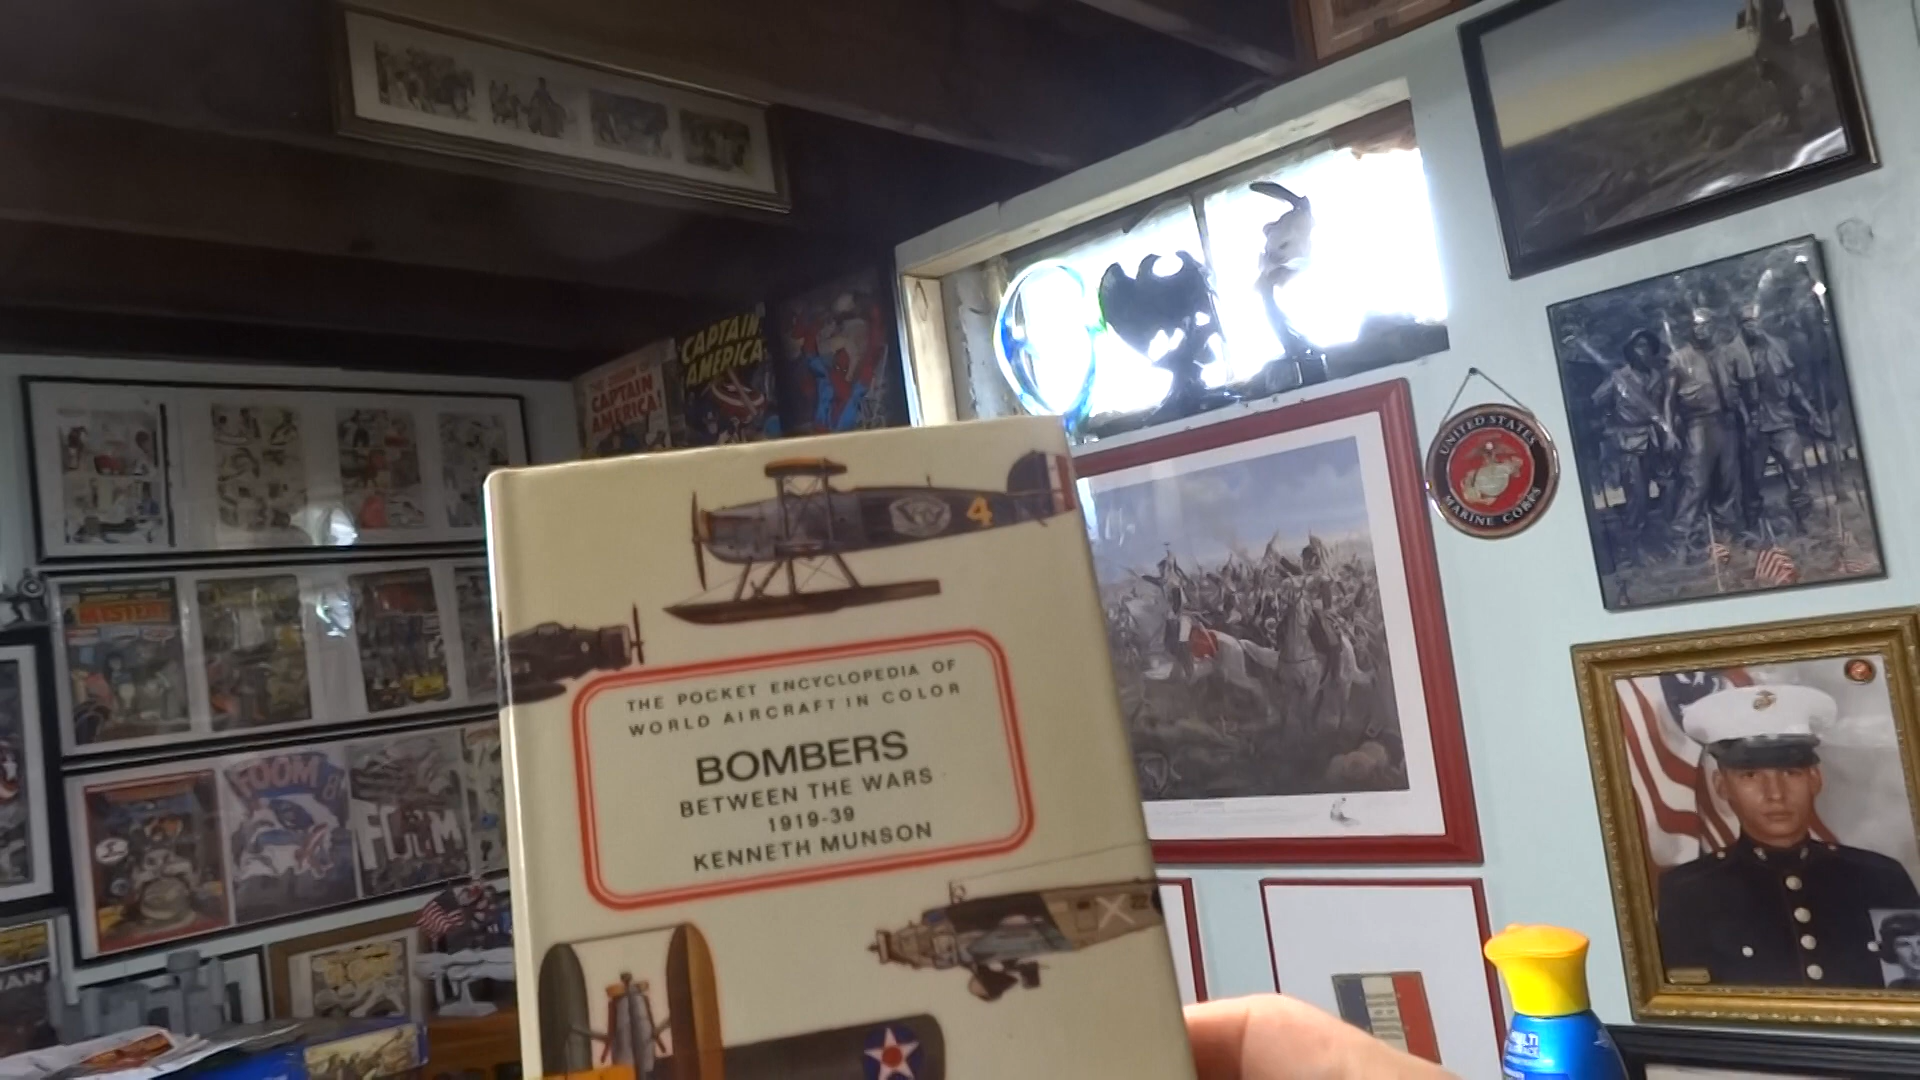 CAPTAIN
AMERICA
CAPTAIN
AMERICA!
UNITED STATES
MARINE CORPS
4
THE POCKET ENCYCLOPEDIA OF
WORLD AIRCRAFT IN COLOR
BOMBERS
BETWEEN THE WARS
1919-39
KENNETH MUNSON
FOOM